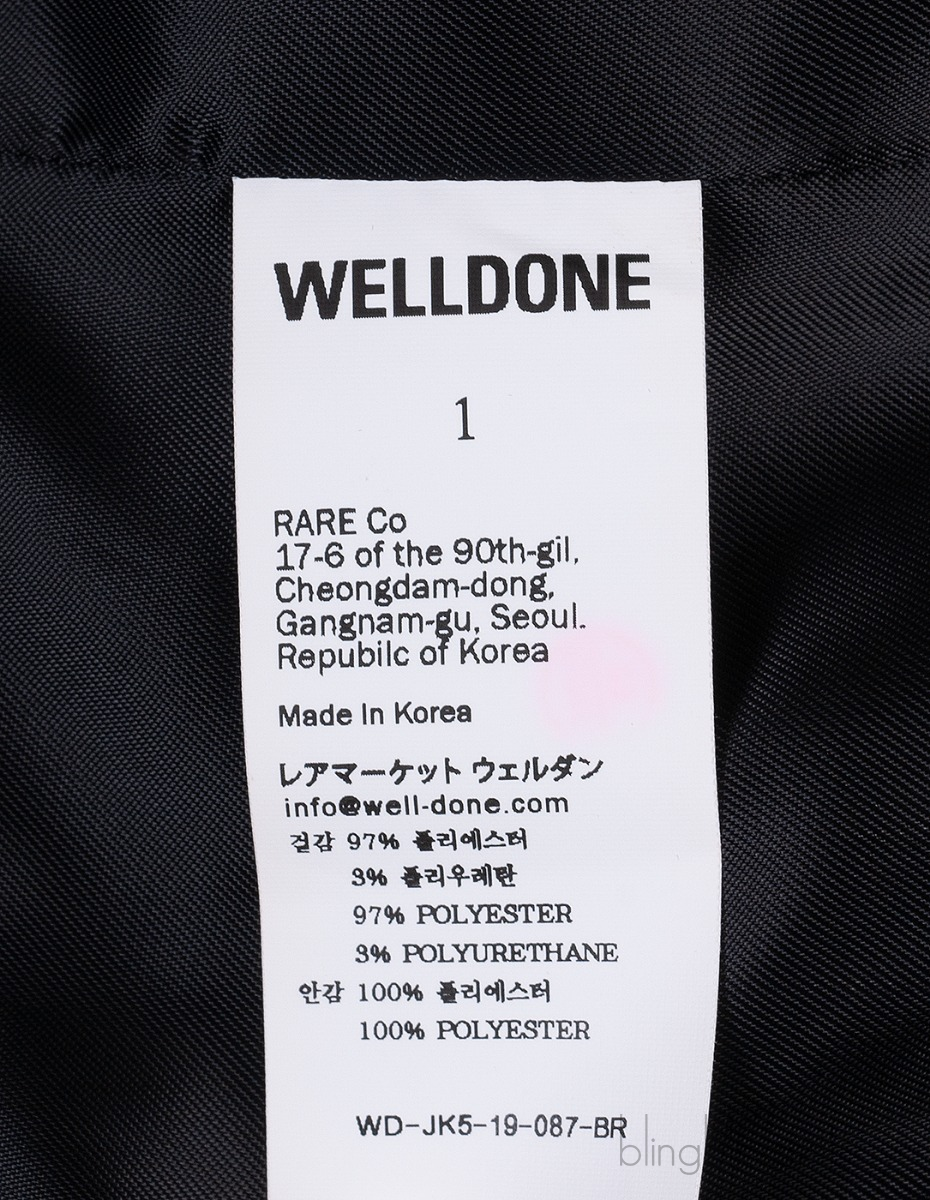 WELLDONE
1
RARE Co
17-6 of the 90th-gil,
Cheongdam-dong,
Gangnam-gu, Seoul.
Repubilc of Korea
Made In Korea
レアマーケット ウェルダン
info@well-done.com
겉감 97% 폴리에스터
3% 폴리우레탄
97% POLYESTER
3% POLYURETHANE
안감 100% 폴리에스터
100% POLYESTER
WD-JK5-19-087-BR
bling